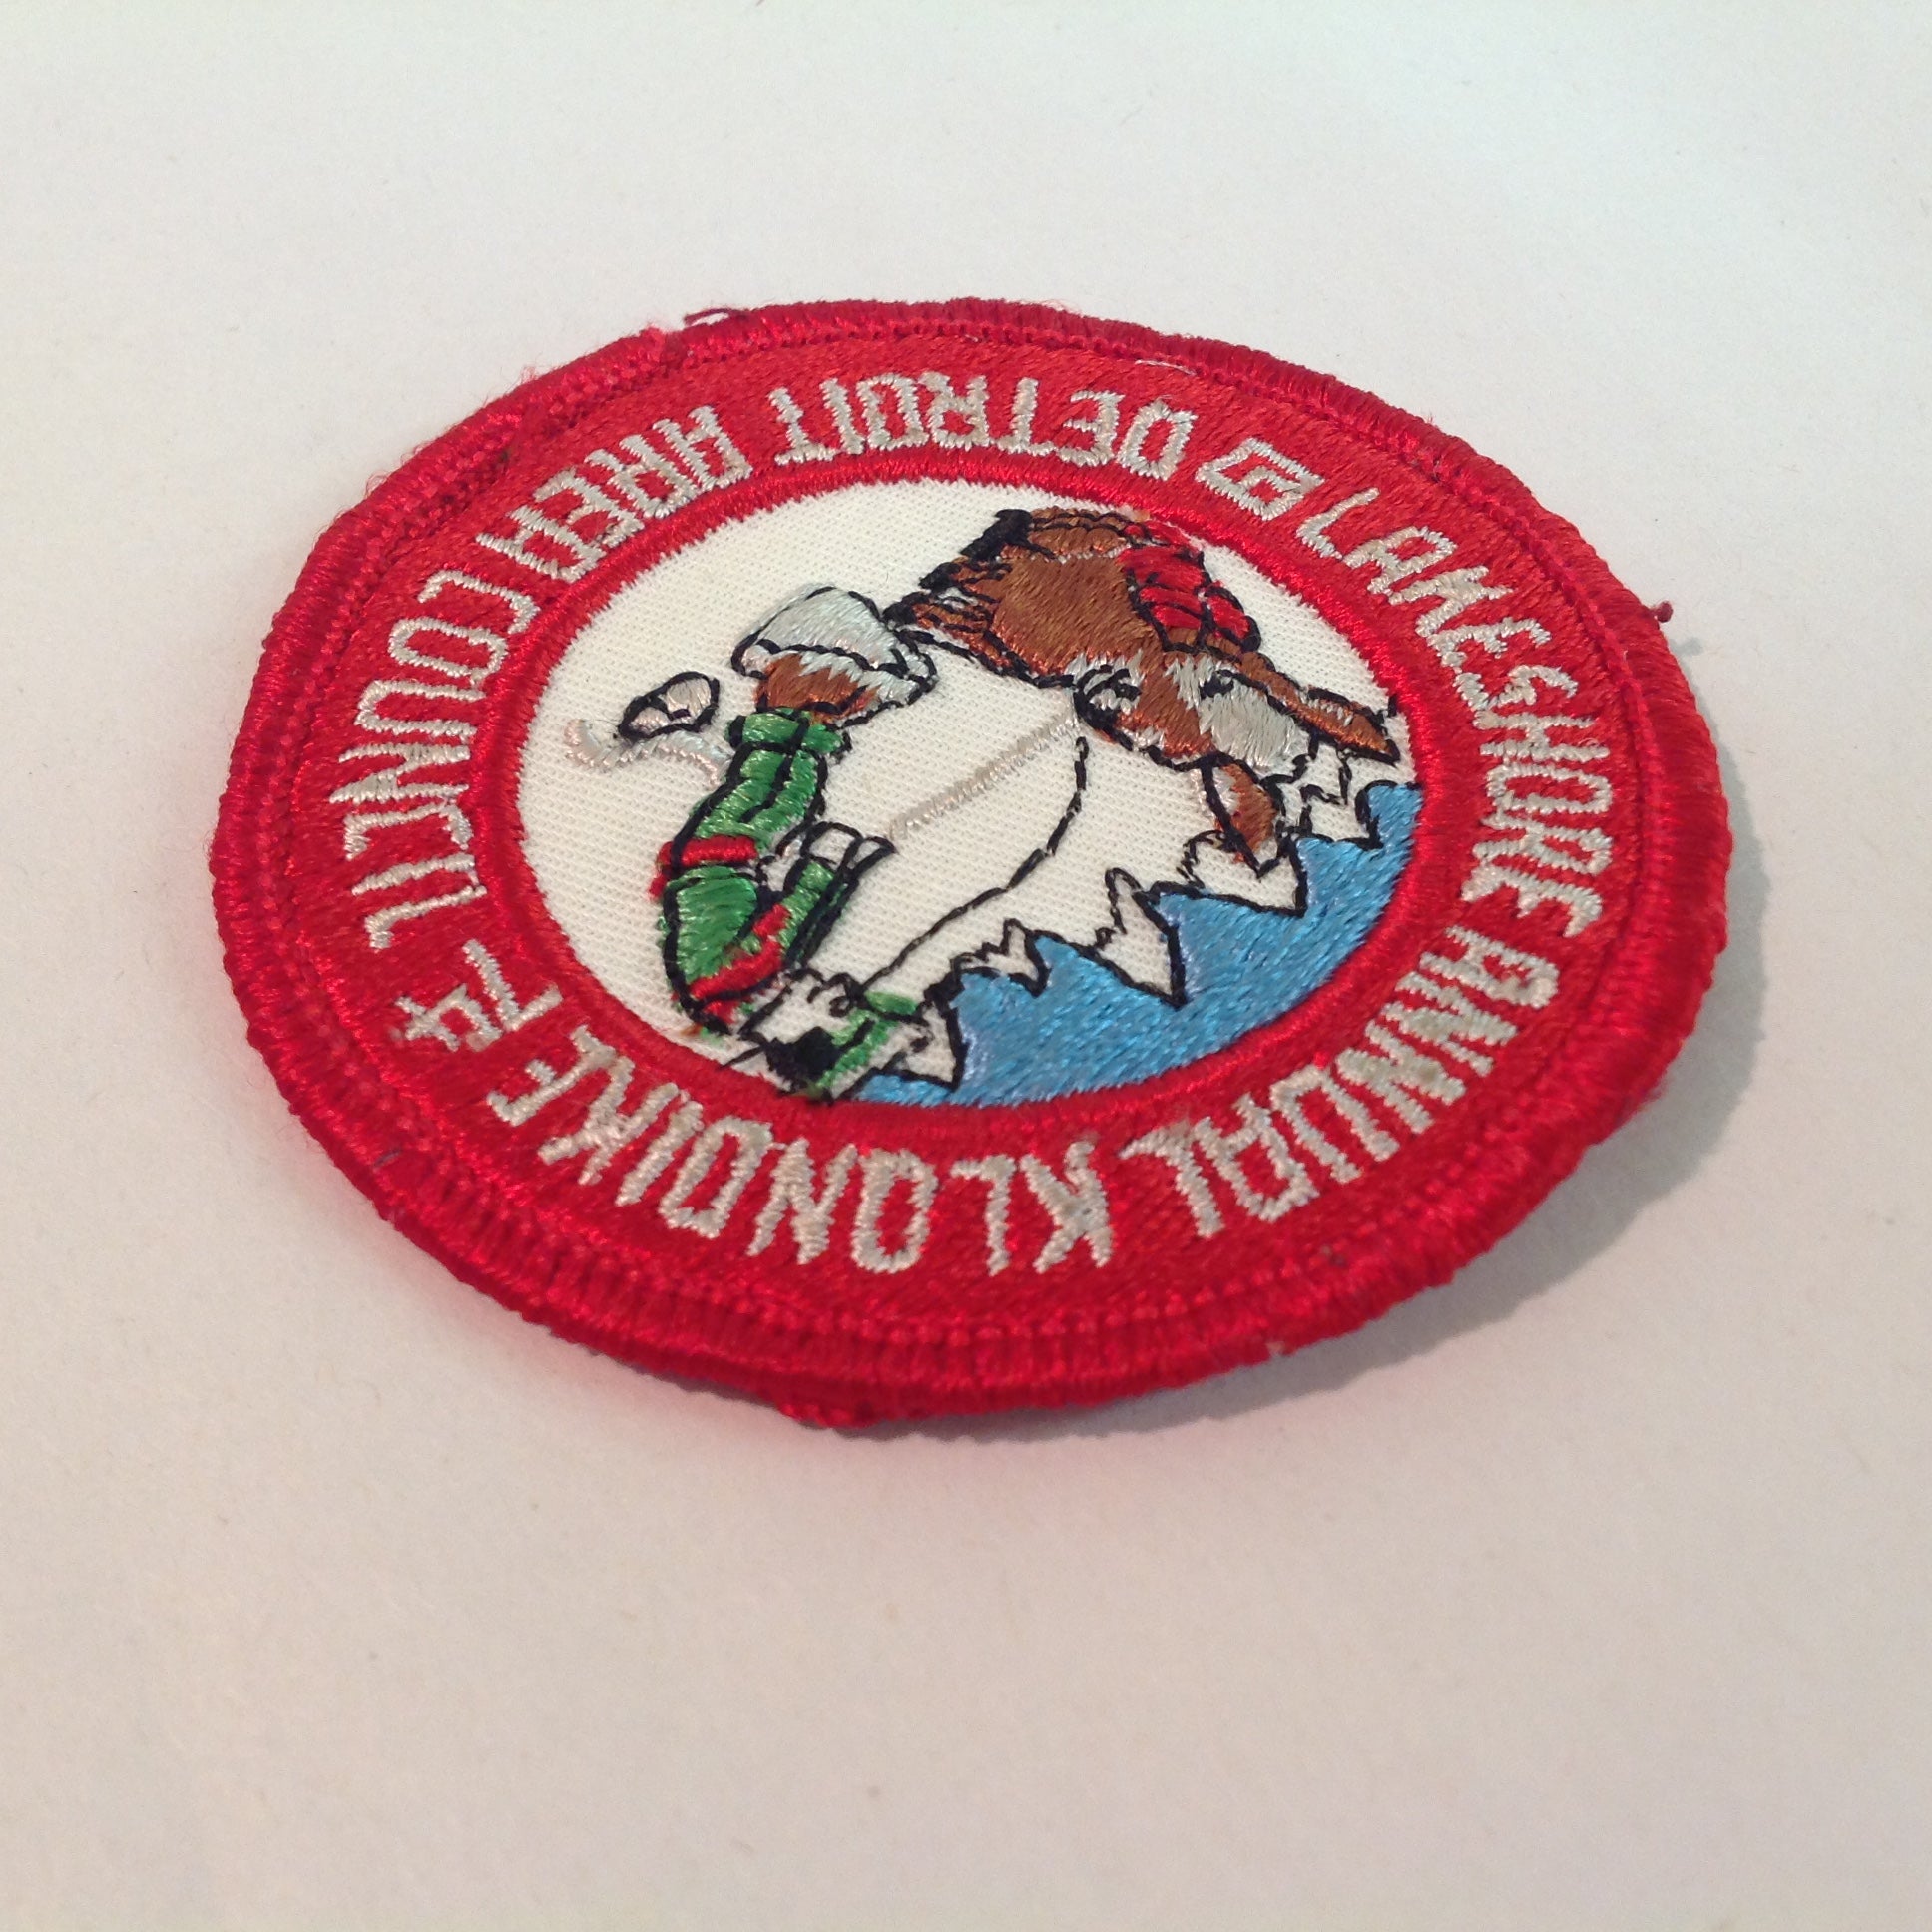 LAKESHORE ANNUAL KLONDIKE
DETROIT AREA COUNCIL
74